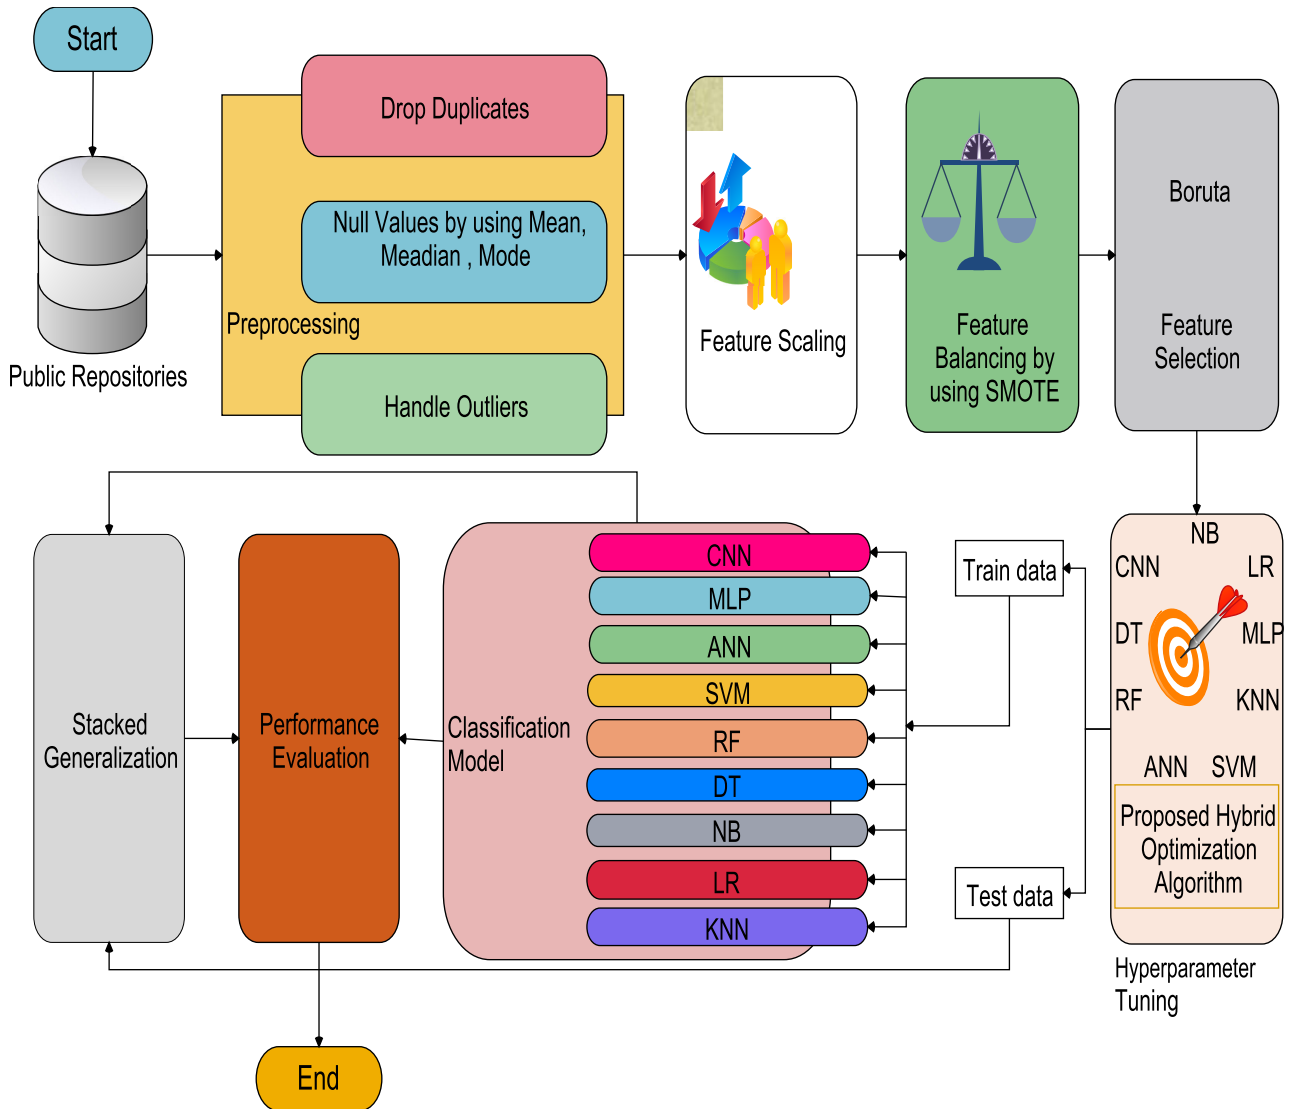 Start
Public Repositories
Drop Duplicates
Null Values by using Mean,
Meadian , Mode
Preprocessing
Handle Outliers
Feature Scaling
Feature
Balancing by
using SMOTE
Boruta
Feature
Selection
NB
CNN
LR
DT
MLP
RF
KNN
ANN
SVM
Proposed Hybrid
Optimization
Algorithm
Hyperparameter
Tuning
Train data
Test data
CNN
MLP
ANN
SVM
RF
DT
NB
LR
KNN
Classification
Model
Performance
Evaluation
Stacked
Generalization
End